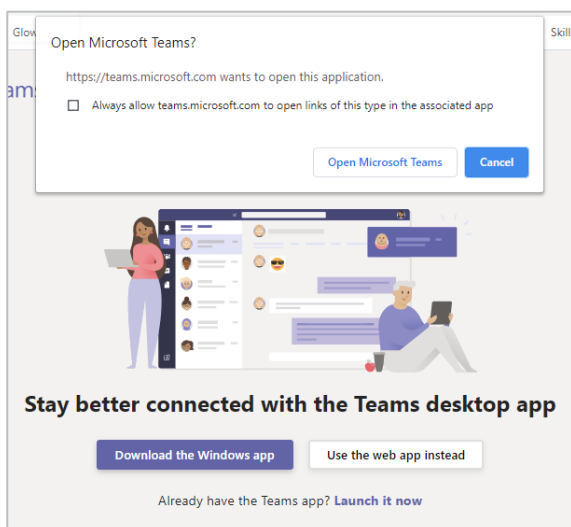 Glow
Skill
Open Microsoft Teams?
https://teams.microsoft.com wants to open this application.
Always allow teams.microsoft.com to open links of this type in the associated app
Open Microsoft Teams
Cancel
Stay better connected with the Teams desktop app
Download the Windows app
Use the web app instead
Already have the Teams app? Launch it now